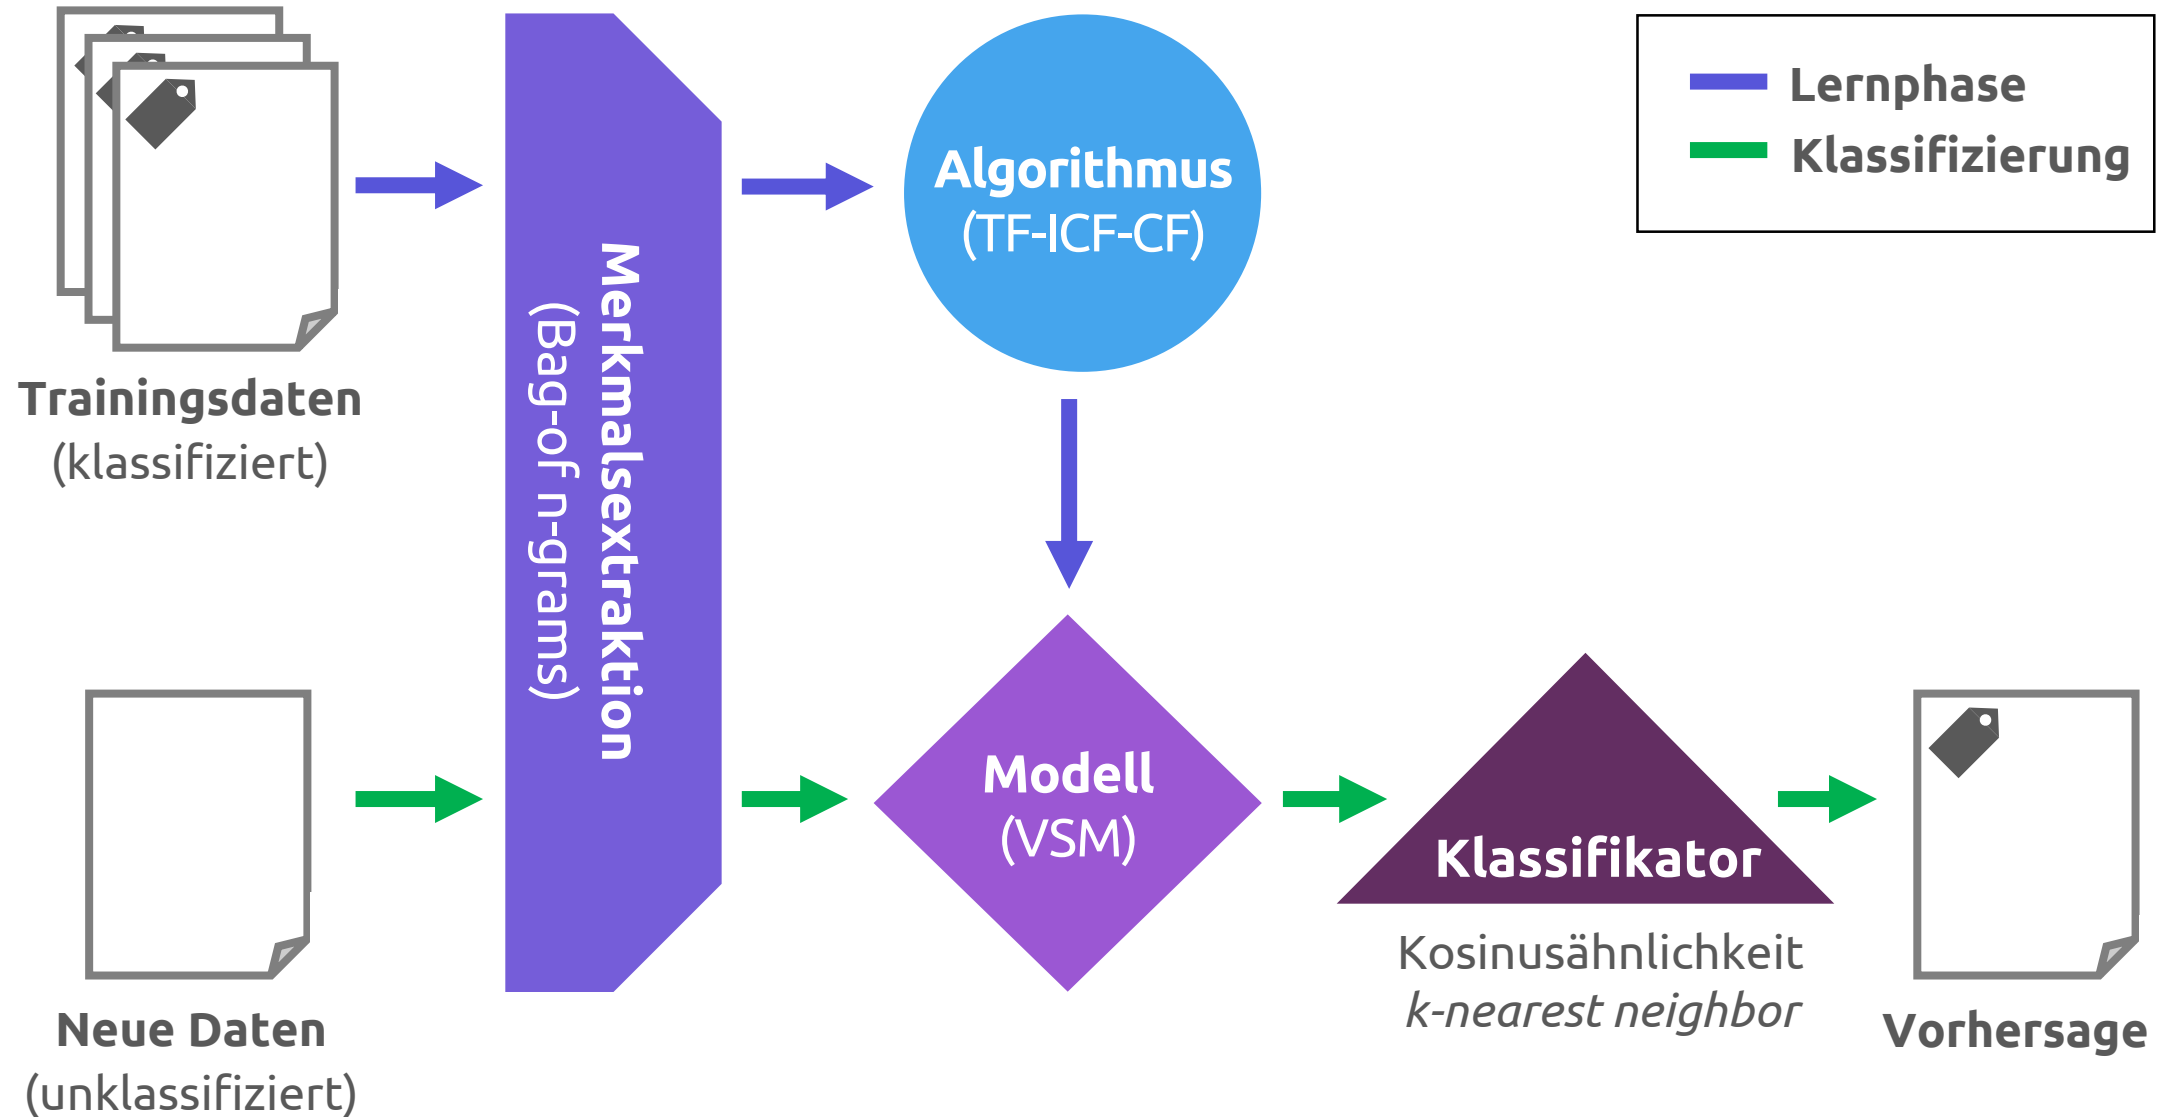 Lernphase
Klassifizierung
Trainingsdaten
(klassifiziert)
Merkmalsextraktion
(Bag-of n-grams)
Algorithmus
(TF-ICF-CF)
Neue Daten
(unklassifiziert)
Modell
(VSM)
Klassifikator
Kosinusähnlichkeit
k-nearest neighbor
Vorhersage